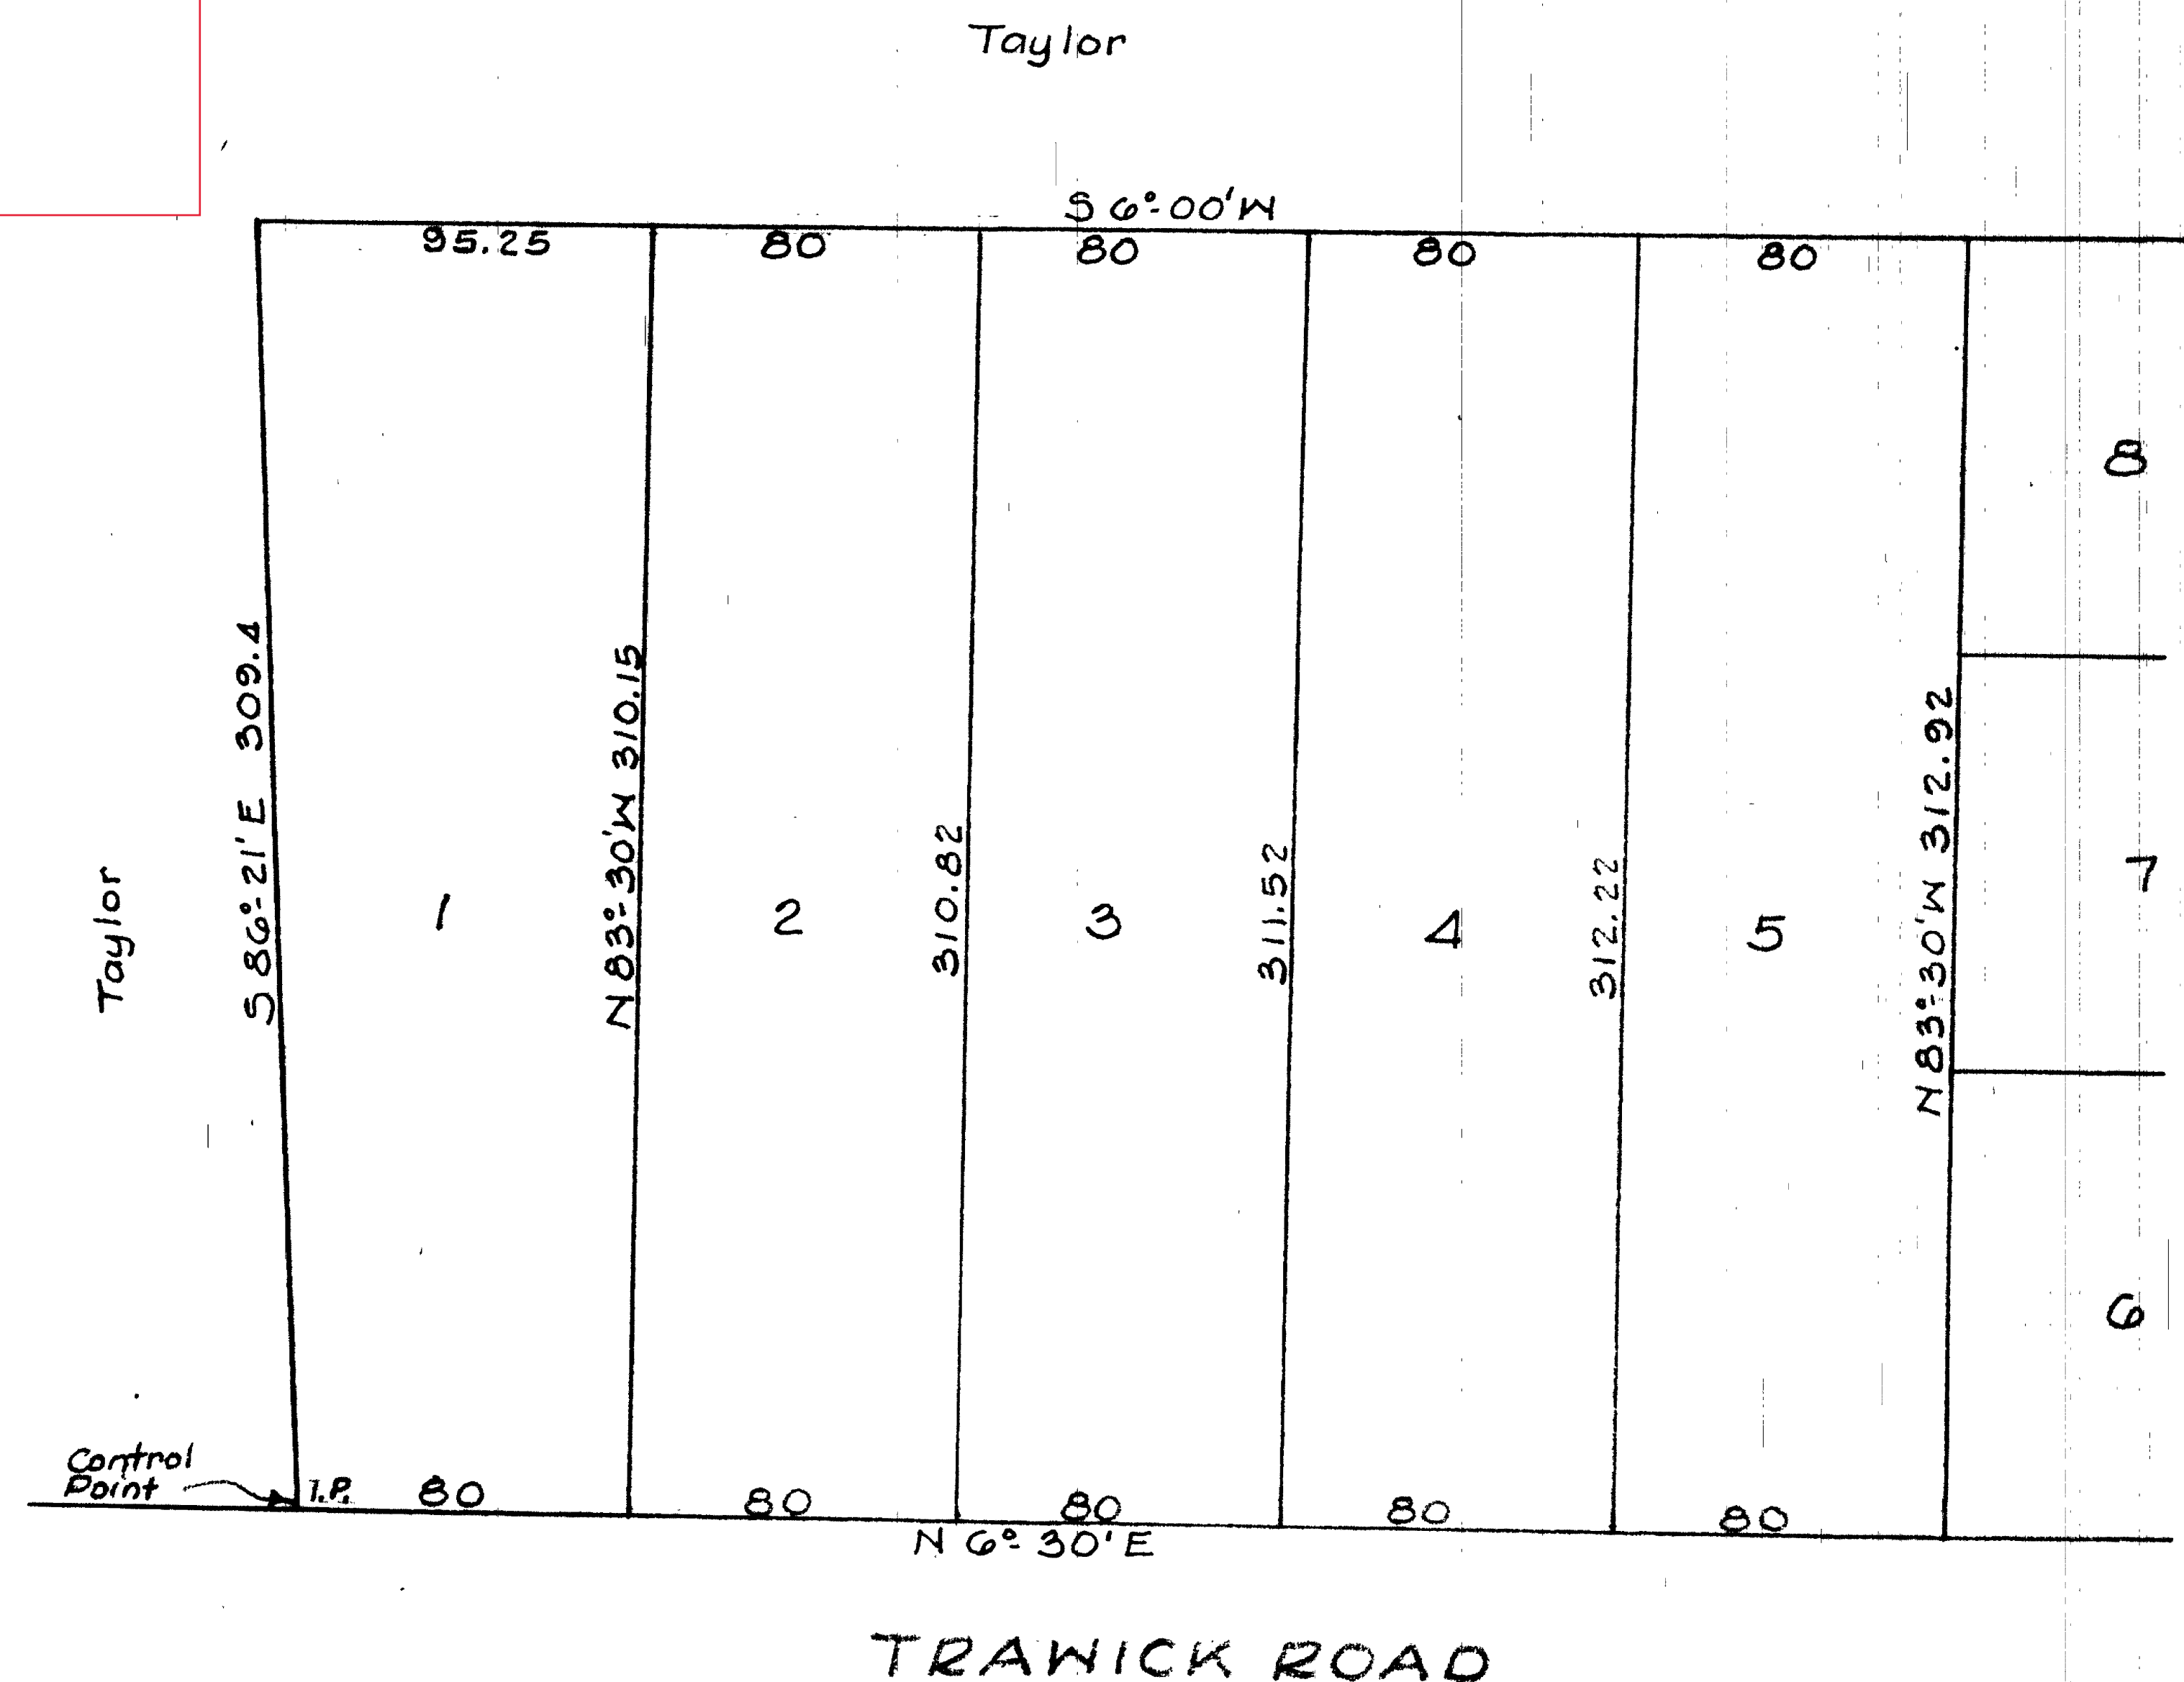 Taylor
S 6°-00'W
95.25
80
80
80
80
8
S 86°-21'E 309.4
N 83°-30'W 310.15
310.82
311.52
312.22
N 83°-30'W 312.92
Taylor
1
2
3
4
5
7
6
Control
Point
I.P.
80
80
80
80
80
N 6°-30'E
TRAWICK ROAD